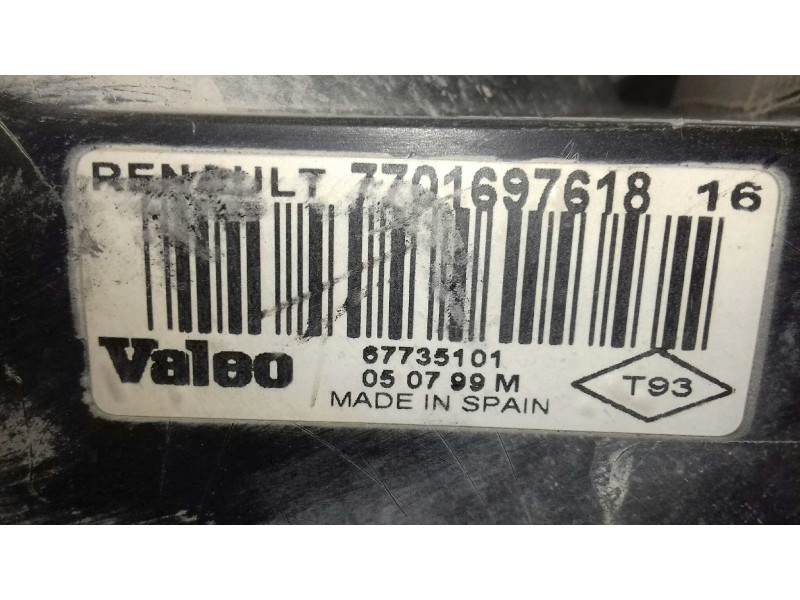 RENAULT 7701697618 16
Valeo
67735101
05 07 99 M
MADE IN SPAIN
T93